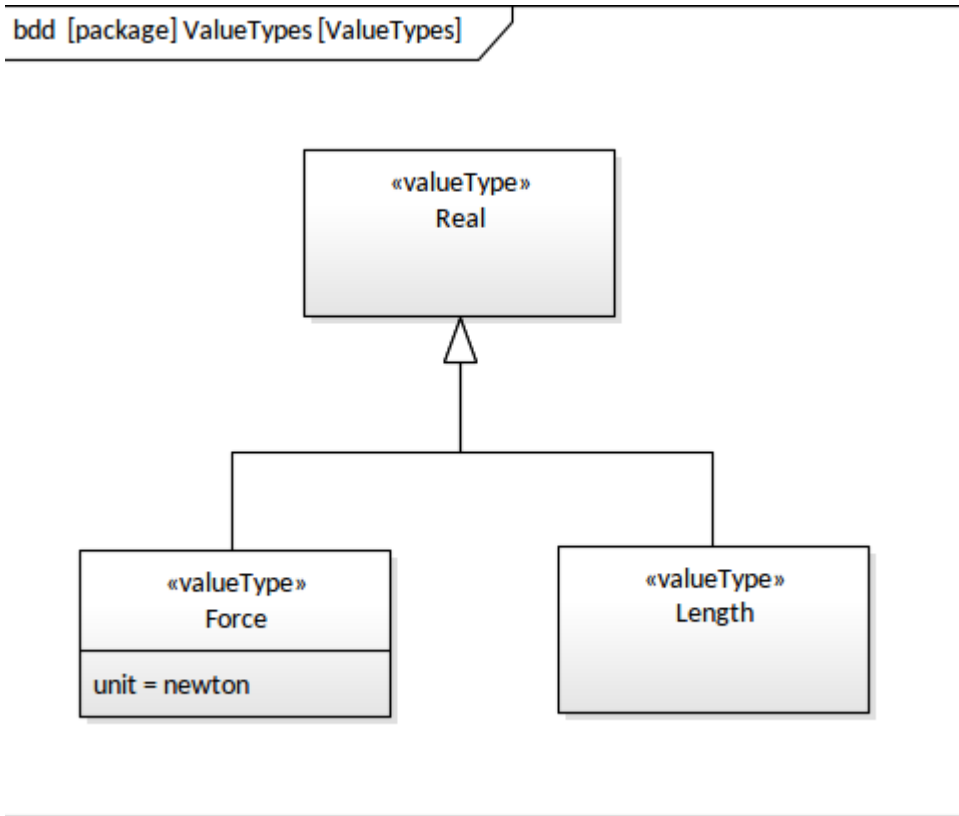 bdd [package] ValueTypes [ValueTypes]
«valueType»
Real
«valueType»
Force
unit = newton
«valueType»
Length